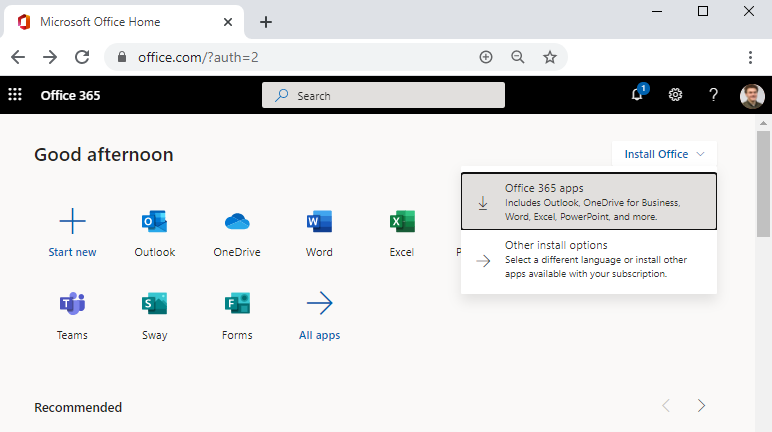 Microsoft Office Home
office.com/?auth=2
Office 365
Search
1
?
Good afternoon
Install Office
Office 365 apps
Includes Outlook, OneDrive for Business,
Word, Excel, PowerPoint, and more.
Other install options
Select a different language or install other
apps available with your subscription.
Start new
Outlook
OneDrive
Word
Excel
Teams
Sway
Forms
All apps
Recommended